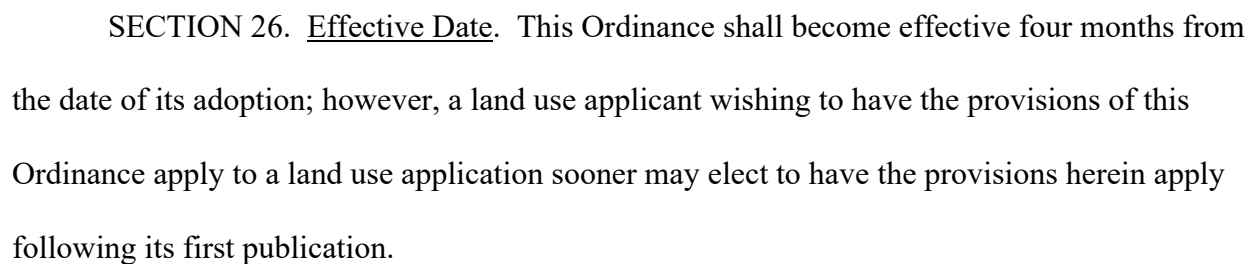 SECTION 26.  Effective Date.  This Ordinance shall become effective four months from
the date of its adoption; however, a land use applicant wishing to have the provisions of this
Ordinance apply to a land use application sooner may elect to have the provisions herein apply
following its first publication.